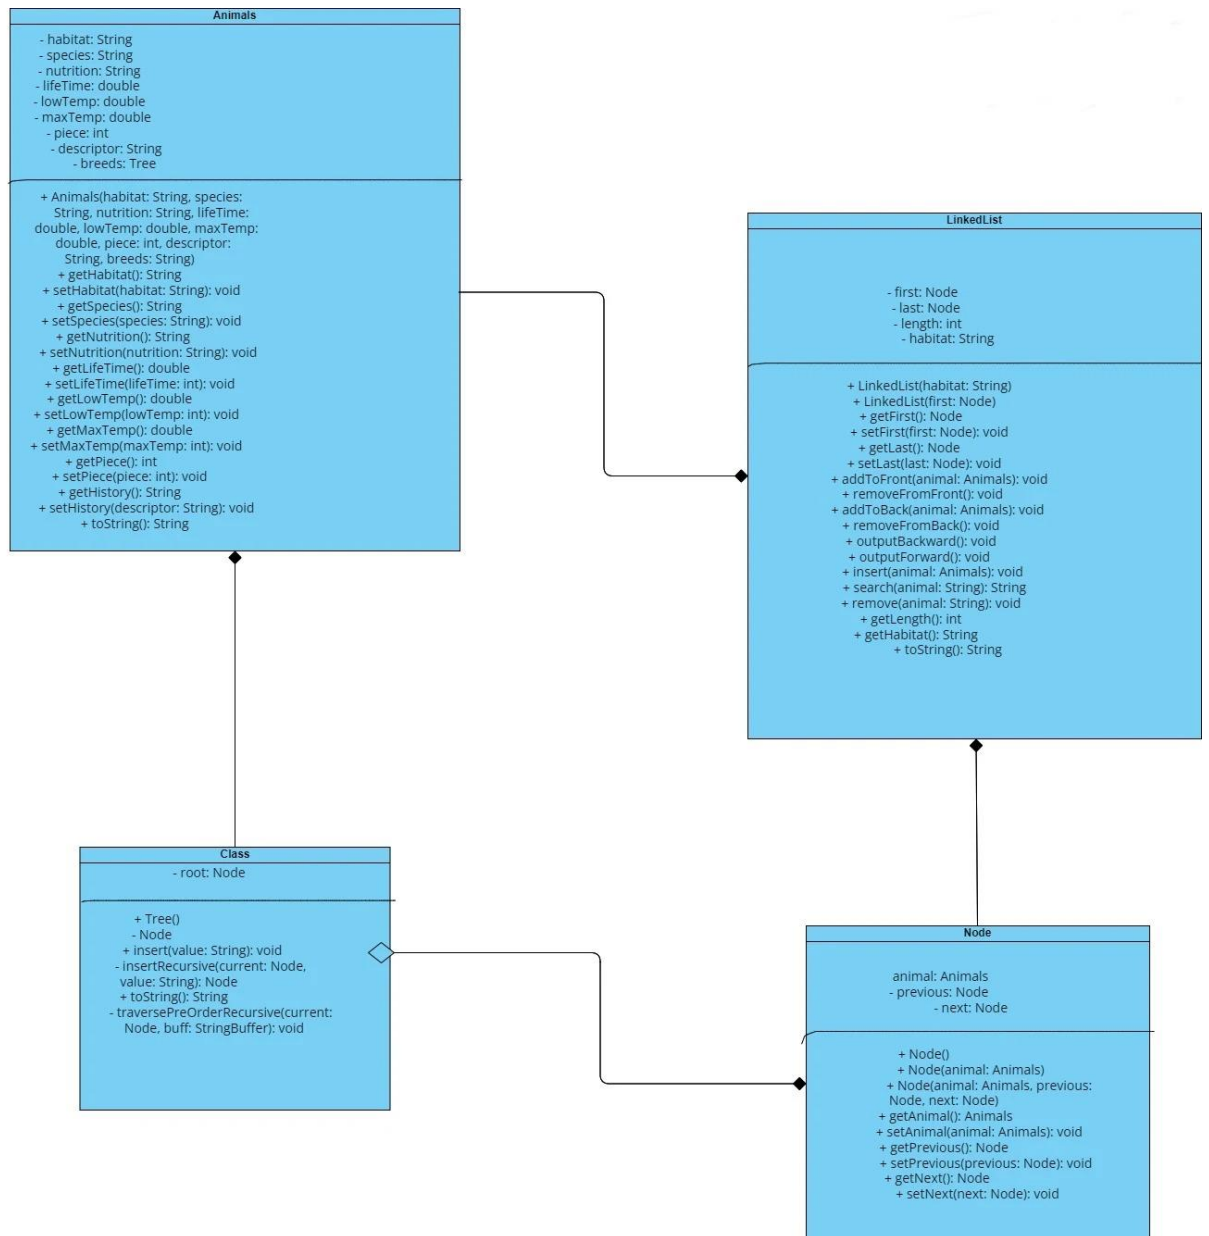 Animals
- habitat: String
- species: String
- nutrition: String
- lifeTime: double
- lowTemp: double
- maxTemp: double
- piece: int
- descriptor: String
- breeds: Tree
+ Animals(habitat: String, species:
String, nutrition: String, lifeTime:
double, lowTemp: double, maxTemp:
double, piece: int, descriptor:
String, breeds: String)
+ getHabitat(): String
+ setHabitat(habitat: String): void
+ getSpecies(): String
+ setSpecies(species: String): void
+ getNutrition(): String
+ setNutrition(nutrition: String): void
+ getLifeTime(): double
+ setLifeTime(lifeTime: int): void
+ getLowTemp(): double
+ setLowTemp(lowTemp: int): void
+ getMaxTemp(): double
+ setMaxTemp(maxTemp: int): void
+ getPiece(): int
+ setPiece(piece: int): void
+ getHistory(): String
+ setHistory(descriptor: String): void
+ toString(): String
LinkedList
- first: Node
- last: Node
- length: int
- habitat: String
+ LinkedList(habitat: String)
+ LinkedList(first: Node)
+ getFirst(): Node
+ setFirst(first: Node): void
+ getLast(): Node
+ setLast(last: Node): void
+ addToFront(animal: Animals): void
+ removeFromFront(): void
+ addToBack(animal: Animals): void
+ removeFromBack(): void
+ outputBackward(): void
+ outputForward(): void
+ insert(animal: Animals): void
+ search(animal: String): String
+ remove(animal: String): void
+ getLength(): int
+ getHabitat(): String
+ toString(): String
Class
- root: Node
+ Tree()
- Node
+ insert(value: String): void
- insertRecursive(current: Node,
value: String): Node
+ toString(): String
- traversePreOrderRecursive(current:
Node, buff: StringBuffer): void
Node
animal: Animals
- previous: Node
- next: Node
+ Node()
+ Node(animal: Animals)
+ Node(animal: Animals, previous:
Node, next: Node)
+ getAnimal(): Animals
+ setAnimal(animal: Animals): void
+ getPrevious(): Node
+ setPrevious(previous: Node): void
+ getNext(): Node
+ setNext(next: Node): void